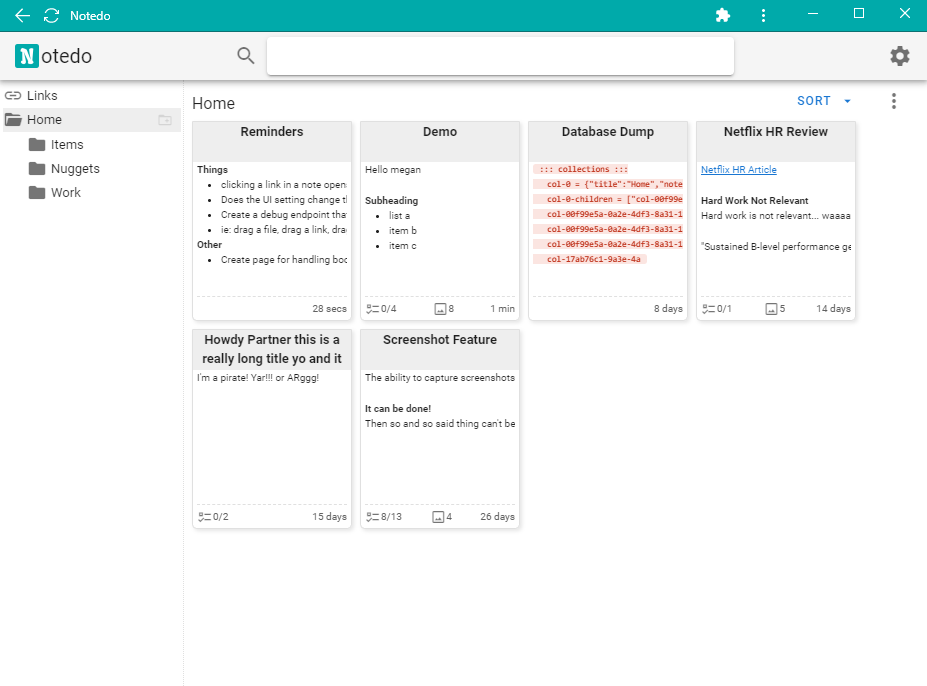 Notedo
Notedo
Links
Home
Items
Nuggets
Work
Home
SORT
Reminders
Things
clicking a link in a note open
Does the UI setting change t
Create a debug endpoint that
ie: drag a file, drag a link, dra
Other
Create page for handling boo
28 secs
Demo
Hello megan
Subheading
list a
item b
item c
0/4 8 1 min
Database Dump
::: collections :::
col-0 = {"title":"Home","note
col-0-children = ["col-00f99e
col-00f99e5a-0a2e-4df3-8a31-1
col-00f99e5a-0a2e-4df3-8a31-1
col-00f99e5a-0a2e-4df3-8a31-1
col-17ab76c1-9a3e-4a
8 days
Netflix HR Review
Netflix HR Article
Hard Work Not Relevant
Hard work is not relevant... waaaa
"Sustained B-level performance ge
0/1 5 14 days
Howdy Partner this is a
really long title yo and it
I'm a pirate! Yar!!! or ARggg!
0/2 15 days
Screenshot Feature
The ability to capture screenshots
It can be done!
Then so and so said thing can't be
8/13 4 26 days